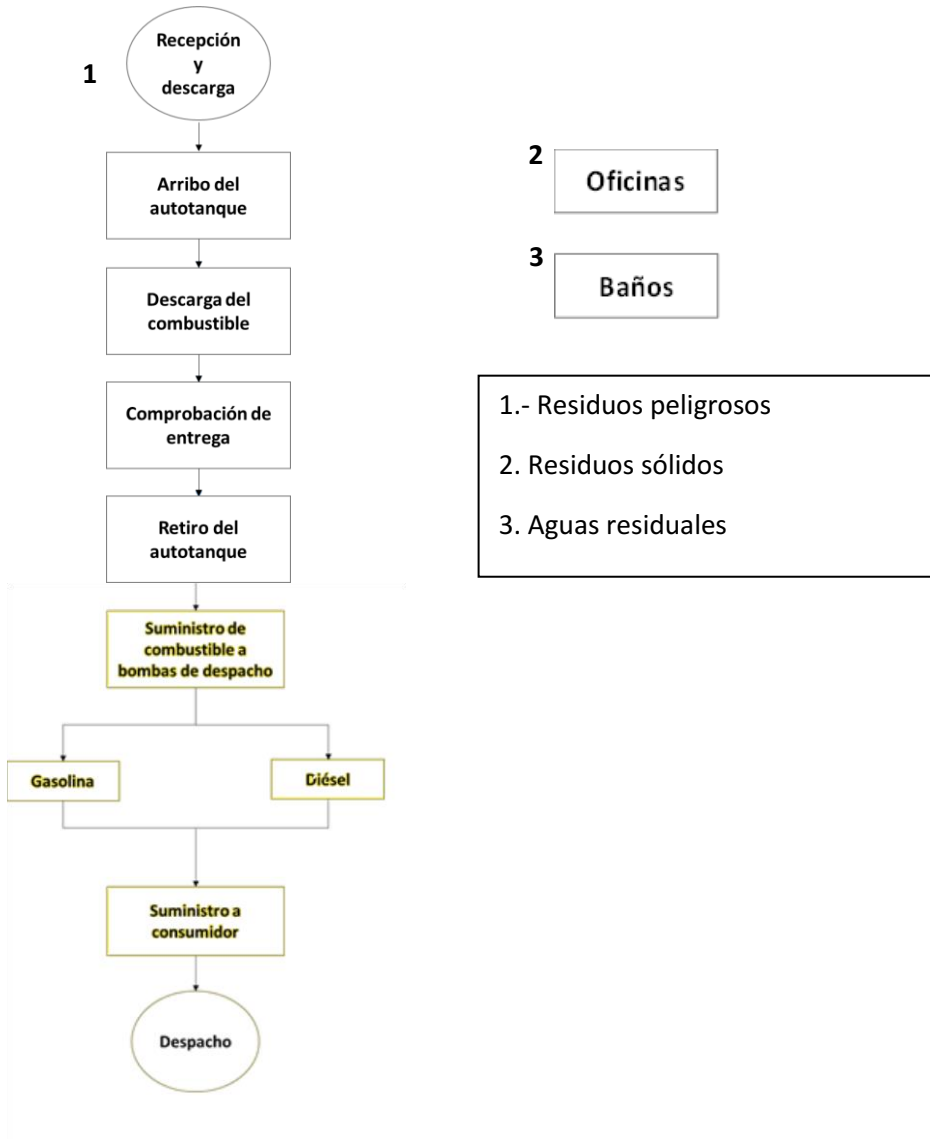 1
Recepción
y
descarga
Arribo del
autotanque
Descarga del
combustible
Comprobación de
entrega
Retiro del
autotanque
Suministro de
combustible a
bombas de despacho
Gasolina
Diésel
Suministro a
consumidor
Despacho
2
Oficinas
3
Baños
1.- Residuos peligrosos
2. Residuos sólidos
3. Aguas residuales